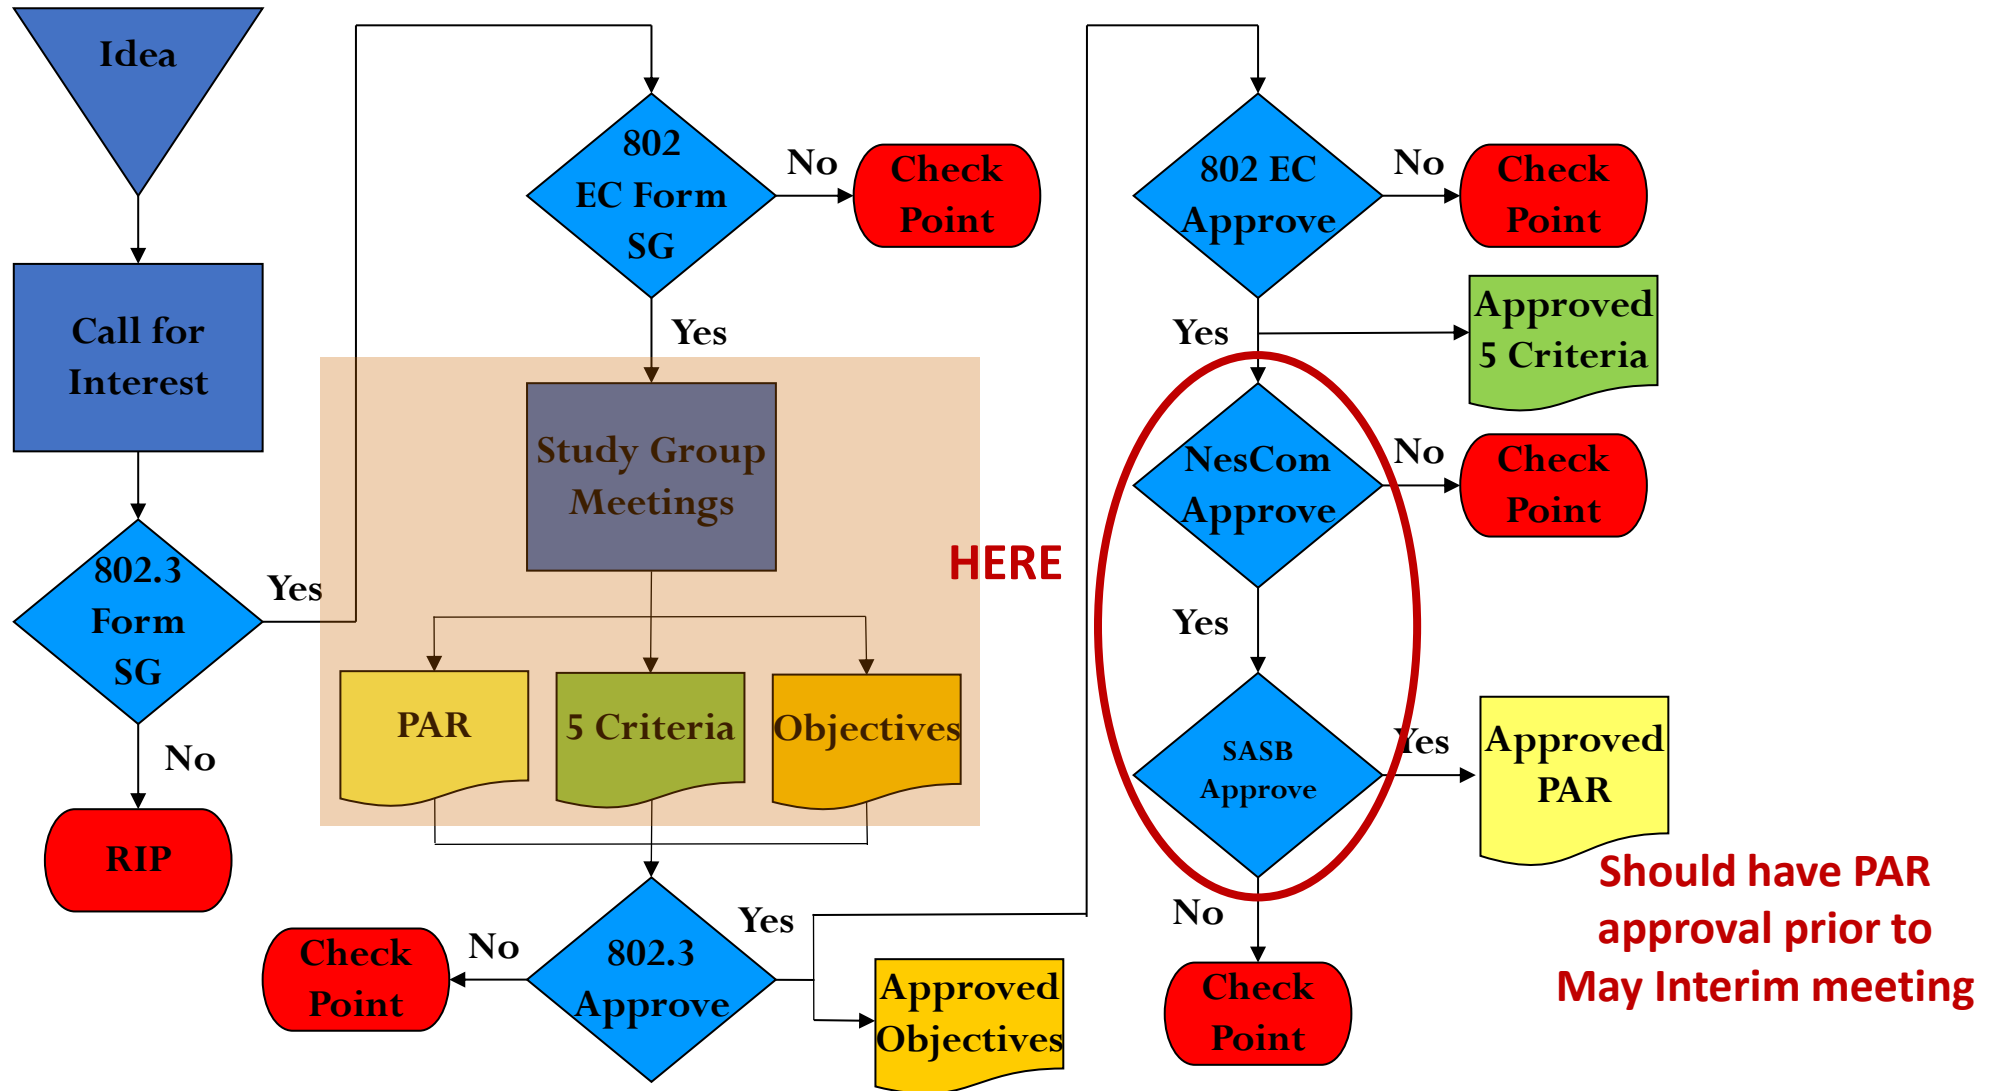 Idea
Call for
Interest
802.3
Form
SG
Yes
No
RIP
802
EC Form
SG
No
Check
Point
Yes
Study Group
Meetings
HERE
PAR
5 Criteria
Objectives
802.3
Approve
No
Check
Point
Yes
Approved
Objectives
802 EC
Approve
No
Check
Point
Yes
Approved
5 Criteria
NesCom
Approve
No
Check
Point
Yes
SASB
Approve
Yes
Approved
PAR
No
Check
Point
Should have PAR
approval prior to
May Interim meeting